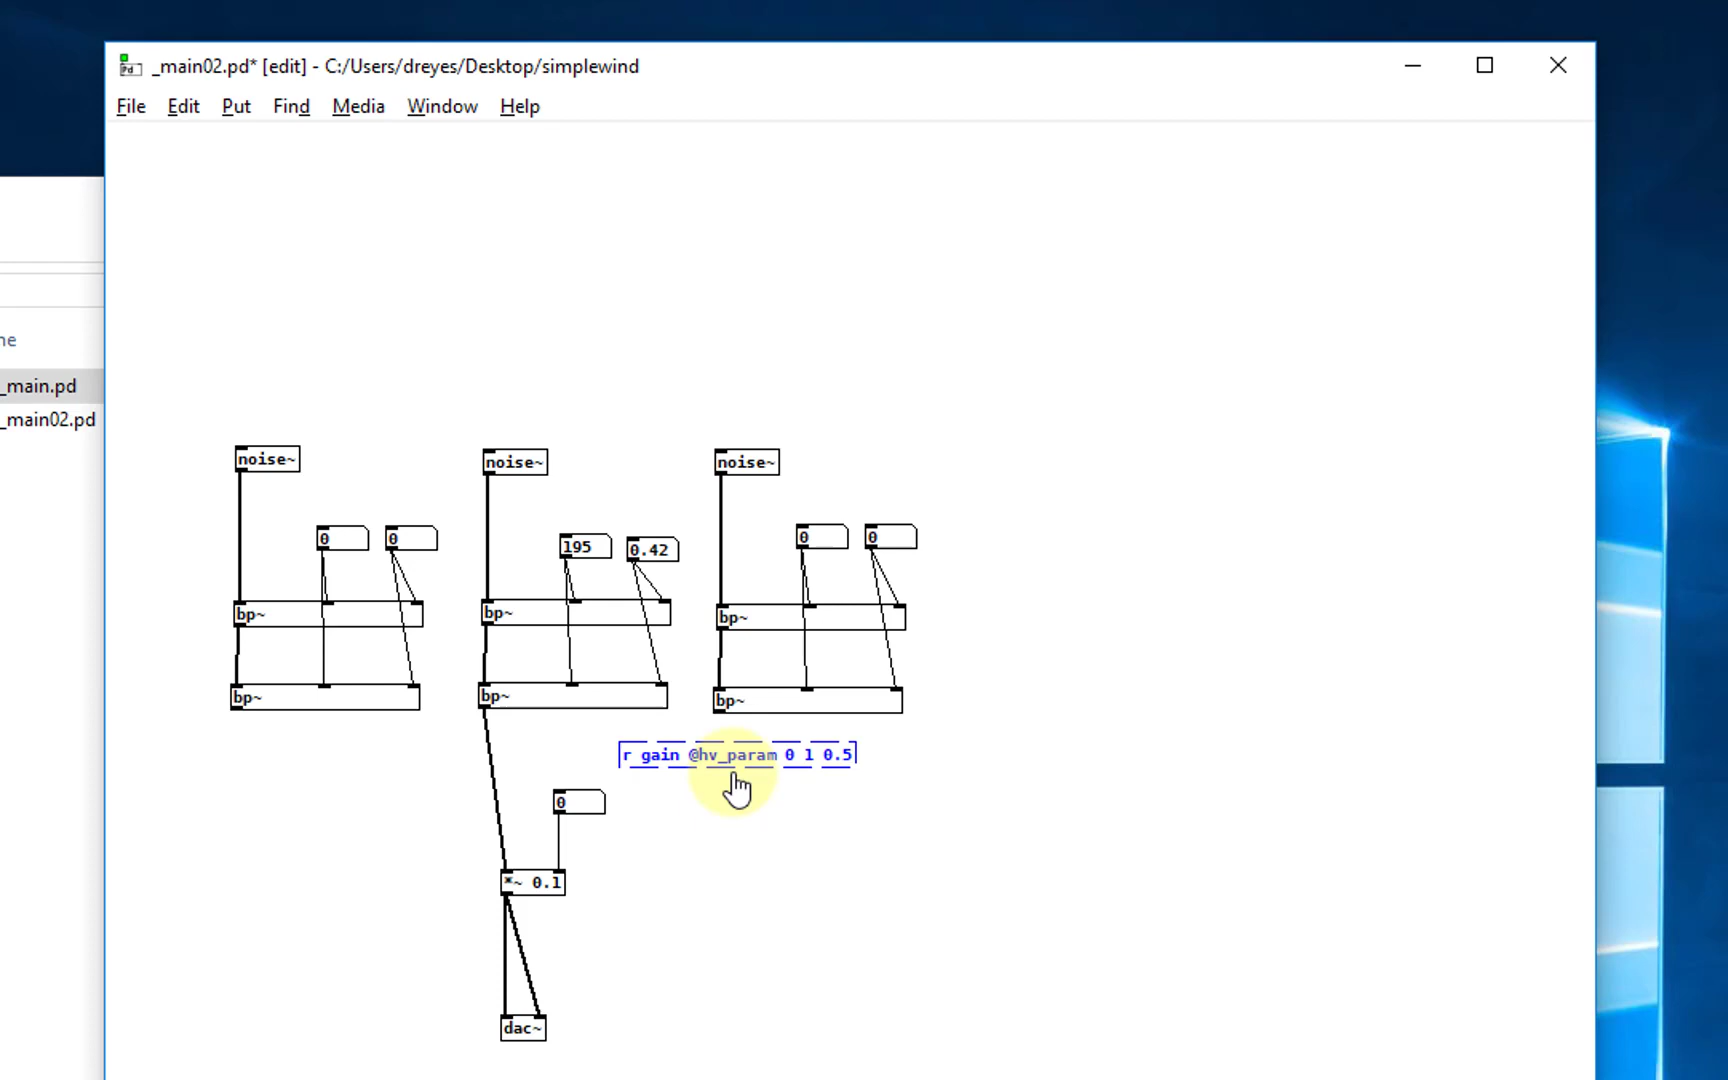 _main02.pd* [edit] - C:/Users/dreyes/Desktop/simplewind
File Edit Put Find Media Window Help
ne
_main.pd
_main02.pd
noise~ noise~ noise~
0 0 195 0.42 0 0
bp~ bp~ bp~
bp~ bp~ bp~
r gain @hv_param 0 1 0.5
0
*~ 0.1
dac~